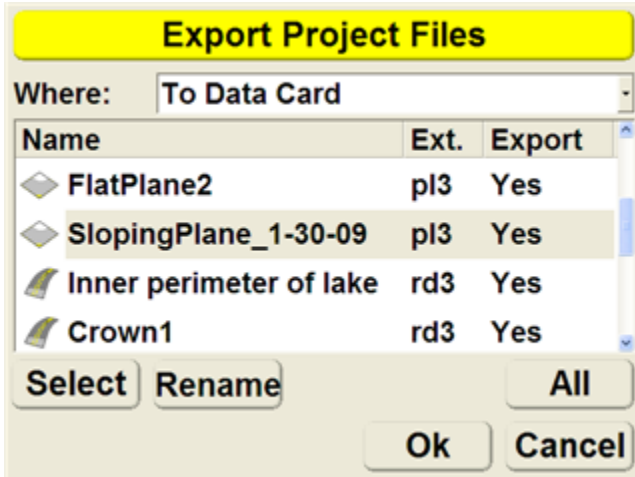 Export Project Files
Where: To Data Card
Name Ext. Export
FlatPlane2 pl3 Yes
SlopingPlane_1-30-09 pl3 Yes
Inner perimeter of lake rd3 Yes
Crown1 rd3 Yes
Select Rename All
Ok Cancel